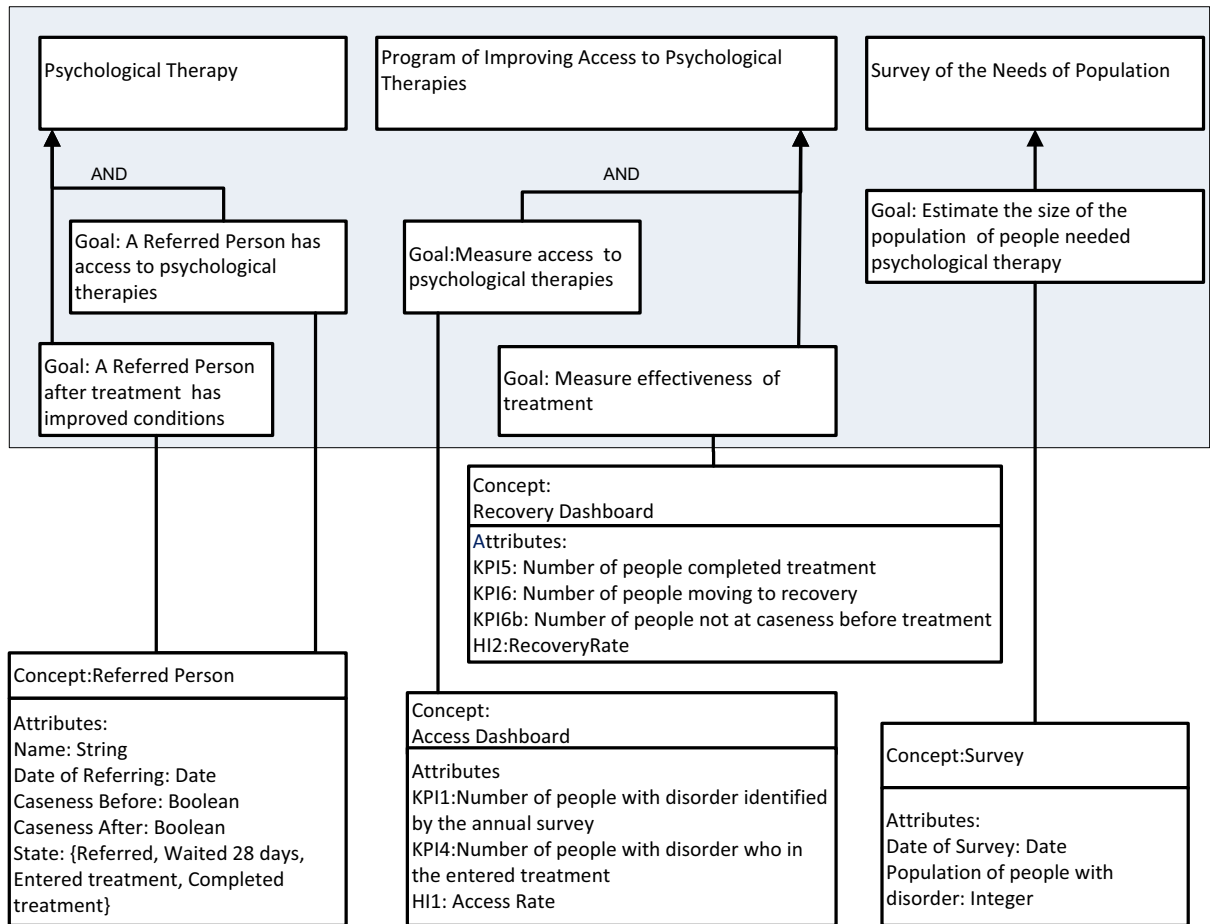 Psychological Therapy
Program of Improving Access to Psychological
Therapies
Survey of the Needs of Population
AND
AND
Goal: A Referred Person has
access to psychological
therapies
Goal:Measure access to
psychological therapies
Goal: Estimate the size of the
population of people needed
psychological therapy
Goal: A Referred Person
after treatment has
improved conditions
Goal: Measure effectiveness of
treatment
Concept:
Recovery Dashboard
Attributes:
KPI5: Number of people completed treatment
KPI6: Number of people moving to recovery
KPI6b: Number of people not at caseness before treatment
HI2:RecoveryRate
Concept:Referred Person
Attributes:
Name: String
Date of Referring: Date
Caseness Before: Boolean
Caseness After: Boolean
State: {Referred, Waited 28 days,
Entered treatment, Completed
treatment}
Concept:
Access Dashboard
Attributes
KPI1:Number of people with disorder identified
by the annual survey
KPI4:Number of people with disorder who in
the entered treatment
HI1: Access Rate
Concept:Survey
Attributes:
Date of Survey: Date
Population of people with
disorder: Integer